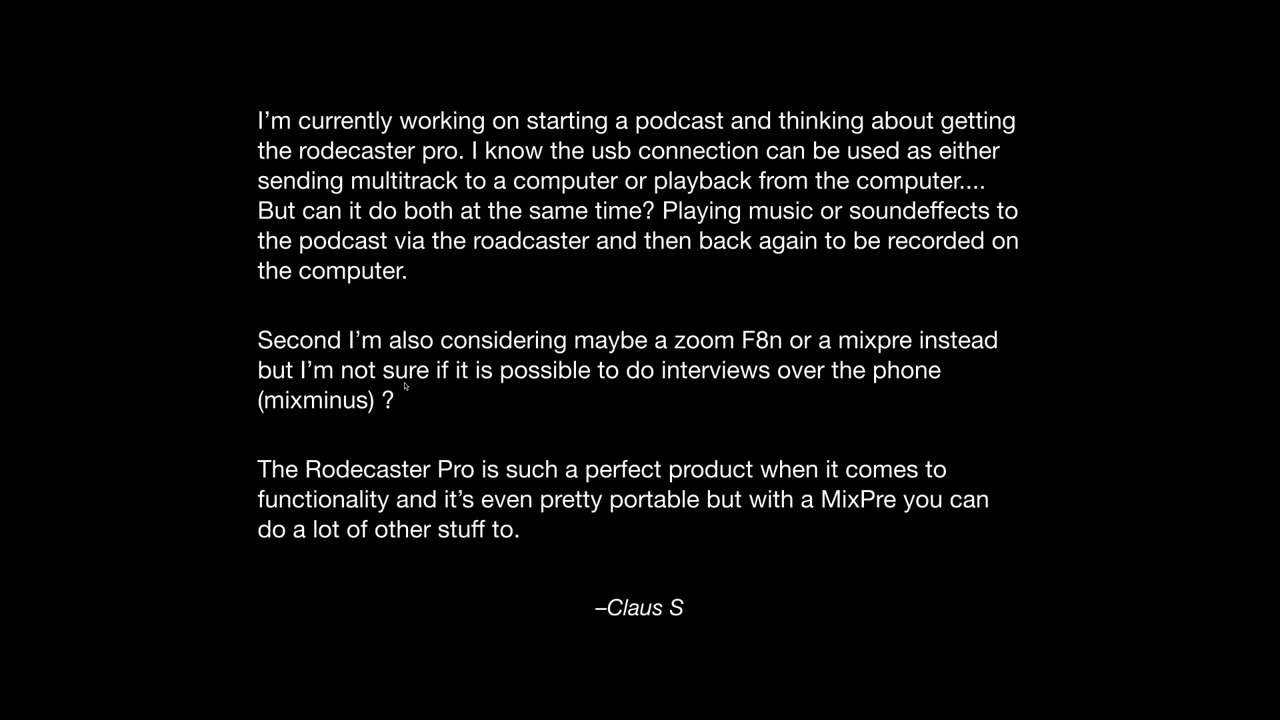 I’m currently working on starting a podcast and thinking about getting
the rodecaster pro. I know the usb connection can be used as either
sending multitrack to a computer or playback from the computer....
But can it do both at the same time? Playing music or soundeffects to
the podcast via the roadcaster and then back again to be recorded on
the computer.
Second I’m also considering maybe a zoom F8n or a mixpre instead
but I’m not sure if it is possible to do interviews over the phone
(mixminus) ?
The Rodecaster Pro is such a perfect product when it comes to
functionality and it’s even pretty portable but with a MixPre you can
do a lot of other stuff to.
–Claus S